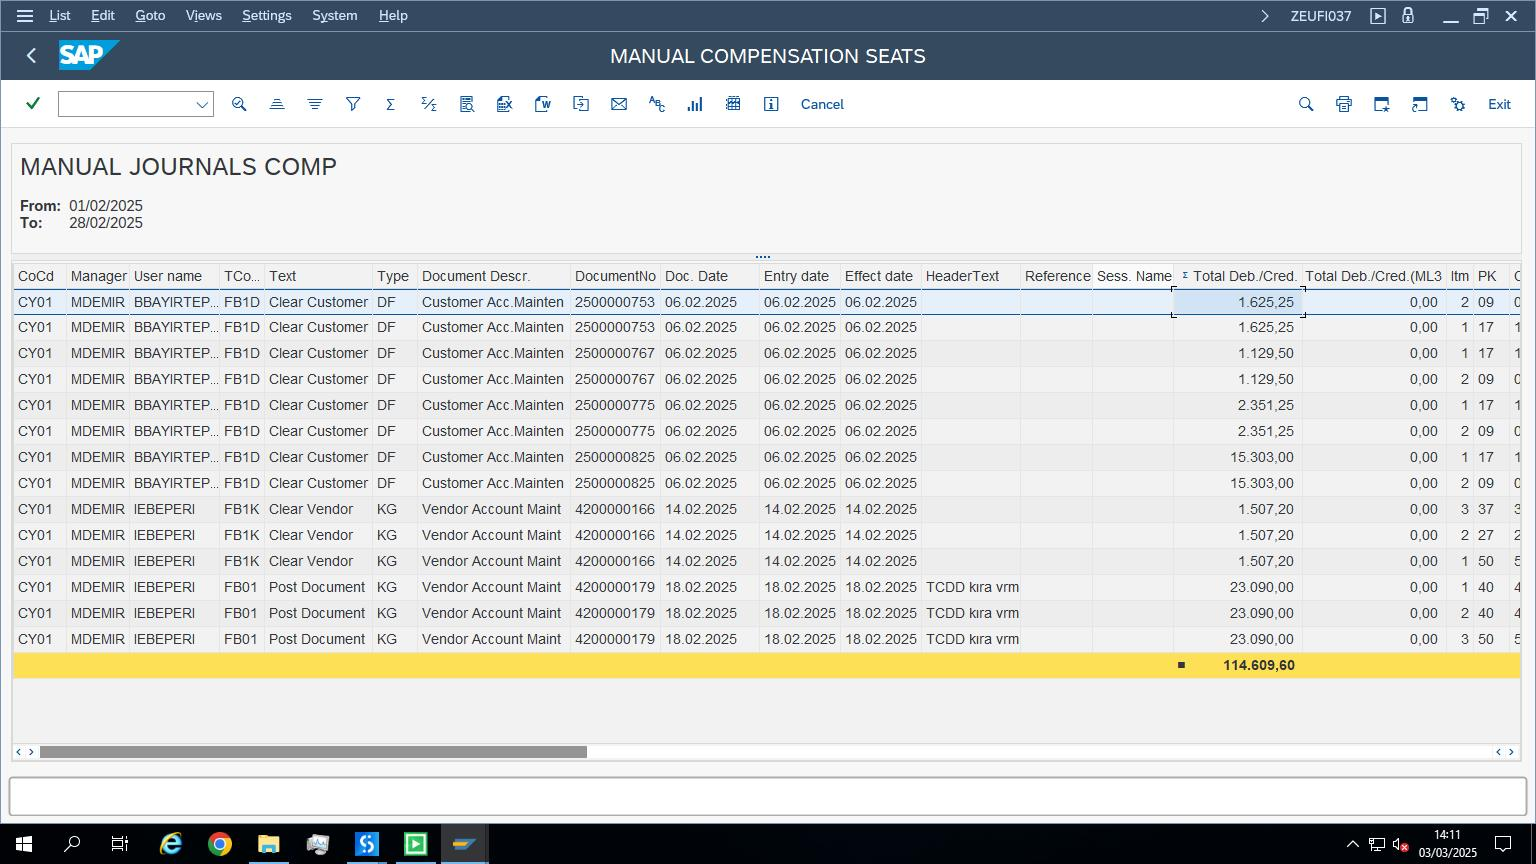 List Edit Goto Views Settings System Help ZEUFI037
SAP MANUAL COMPENSATION SEATS
Cancel Exit
MANUAL JOURNALS COMP
From: 01/02/2025
To: 28/02/2025
CoCd Manager User name TCo... Text Type Document Descr. DocumentNo Doc. Date Entry date Effect date HeaderText Reference Sess. Name Σ Total Deb./Cred. Total Deb./Cred.(ML3 Itm PK
CY01 MDEMIR BBAYIRTEP... FB1D Clear Customer DF Customer Acc.Mainten 2500000753 06.02.2025 06.02.2025 06.02.2025 1.625,25 0,00 2 09
CY01 MDEMIR BBAYIRTEP... FB1D Clear Customer DF Customer Acc.Mainten 2500000753 06.02.2025 06.02.2025 06.02.2025 1.625,25 0,00 1 17
CY01 MDEMIR BBAYIRTEP... FB1D Clear Customer DF Customer Acc.Mainten 2500000767 06.02.2025 06.02.2025 06.02.2025 1.129,50 0,00 1 17
CY01 MDEMIR BBAYIRTEP... FB1D Clear Customer DF Customer Acc.Mainten 2500000767 06.02.2025 06.02.2025 06.02.2025 1.129,50 0,00 2 09
CY01 MDEMIR BBAYIRTEP... FB1D Clear Customer DF Customer Acc.Mainten 2500000775 06.02.2025 06.02.2025 06.02.2025 2.351,25 0,00 1 17
CY01 MDEMIR BBAYIRTEP... FB1D Clear Customer DF Customer Acc.Mainten 2500000775 06.02.2025 06.02.2025 06.02.2025 2.351,25 0,00 2 09
CY01 MDEMIR BBAYIRTEP... FB1D Clear Customer DF Customer Acc.Mainten 2500000825 06.02.2025 06.02.2025 06.02.2025 15.303,00 0,00 1 17
CY01 MDEMIR BBAYIRTEP... FB1D Clear Customer DF Customer Acc.Mainten 2500000825 06.02.2025 06.02.2025 06.02.2025 15.303,00 0,00 2 09
CY01 MDEMIR IEBEPERI FB1K Clear Vendor KG Vendor Account Maint 4200000166 14.02.2025 14.02.2025 14.02.2025 1.507,20 0,00 3 37
CY01 MDEMIR IEBEPERI FB1K Clear Vendor KG Vendor Account Maint 4200000166 14.02.2025 14.02.2025 14.02.2025 1.507,20 0,00 2 27
CY01 MDEMIR IEBEPERI FB1K Clear Vendor KG Vendor Account Maint 4200000166 14.02.2025 14.02.2025 14.02.2025 1.507,20 0,00 1 50
CY01 MDEMIR IEBEPERI FB01 Post Document KG Vendor Account Maint 4200000179 18.02.2025 18.02.2025 18.02.2025 TCDD kıra vrm 23.090,00 0,00 1 40
CY01 MDEMIR IEBEPERI FB01 Post Document KG Vendor Account Maint 4200000179 18.02.2025 18.02.2025 18.02.2025 TCDD kıra vrm 23.090,00 0,00 2 40
CY01 MDEMIR IEBEPERI FB01 Post Document KG Vendor Account Maint 4200000179 18.02.2025 18.02.2025 18.02.2025 TCDD kıra vrm 23.090,00 0,00 3 50
114.609,60
14:11
03/03/2025